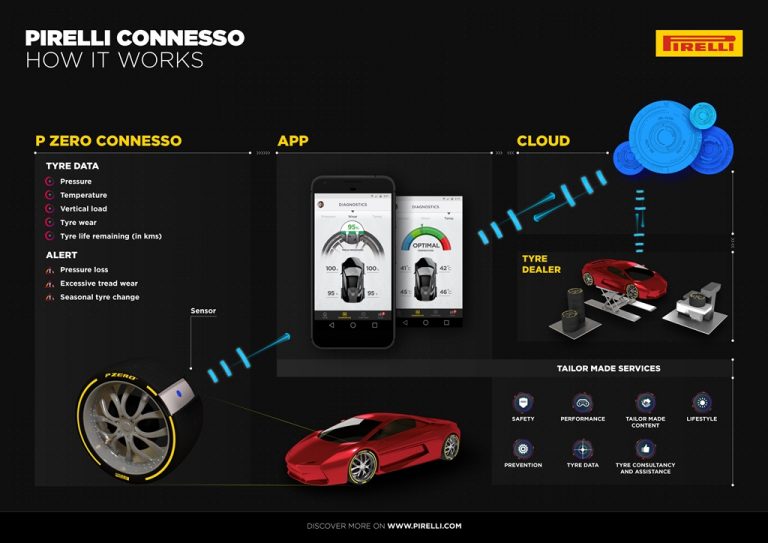 PIRELLI CONNESSO
HOW IT WORKS
PIRELLI
P ZERO CONNESSO
TYRE DATA
Pressure
Temperature
Vertical load
Tyre wear
Tyre life remaining (in kms)
ALERT
Pressure loss
Excessive tread wear
Seasonal tyre change
Sensor
P ZERO
APP
DIAGNOSTICS
Wear
Temp
95%
100%
100%
95%
95%
DIAGNOSTICS
Temp
OPTIMAL
41°
42°
45°
46°
CLOUD
TYRE
DEALER
TAILOR MADE SERVICES
SAFETY
PERFORMANCE
TAILOR MADE
CONTENT
LIFESTYLE
PREVENTION
TYRE DATA
TYRE CONSULTANCY
AND ASSISTANCE
DISCOVER MORE ON WWW.PIRELLI.COM